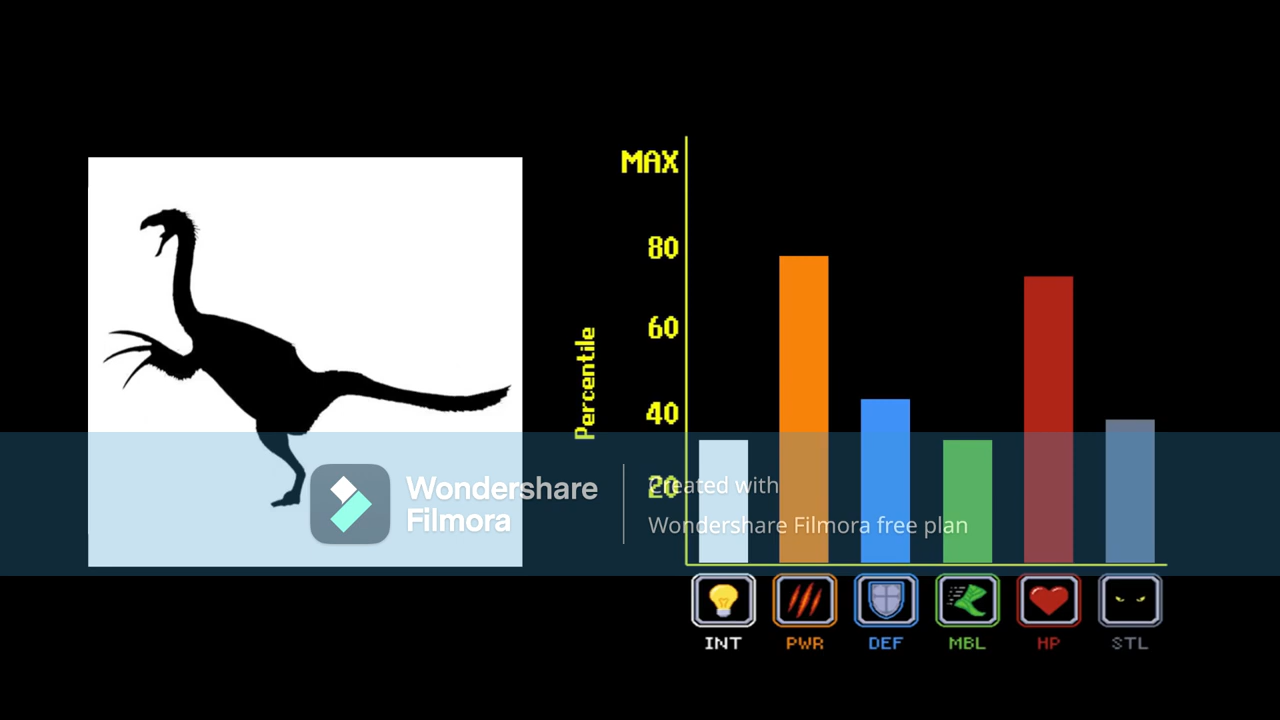 MAX
80
60
40
20
Percentile
Wondershare
Filmora
Created with
Wondershare Filmora free plan
INT PWR DEF MBL HP STL